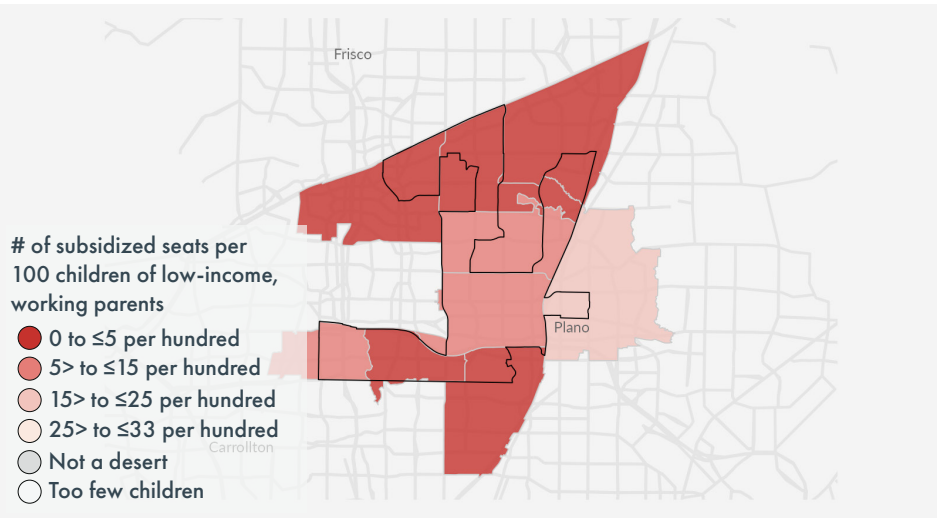 Frisco
# of subsidized seats per
100 children of low-income,
working parents
0 to ≤5 per hundred
5> to ≤15 per hundred
15> to ≤25 per hundred
25> to ≤33 per hundred
Not a desert
Too few children
Plano
Carrollton